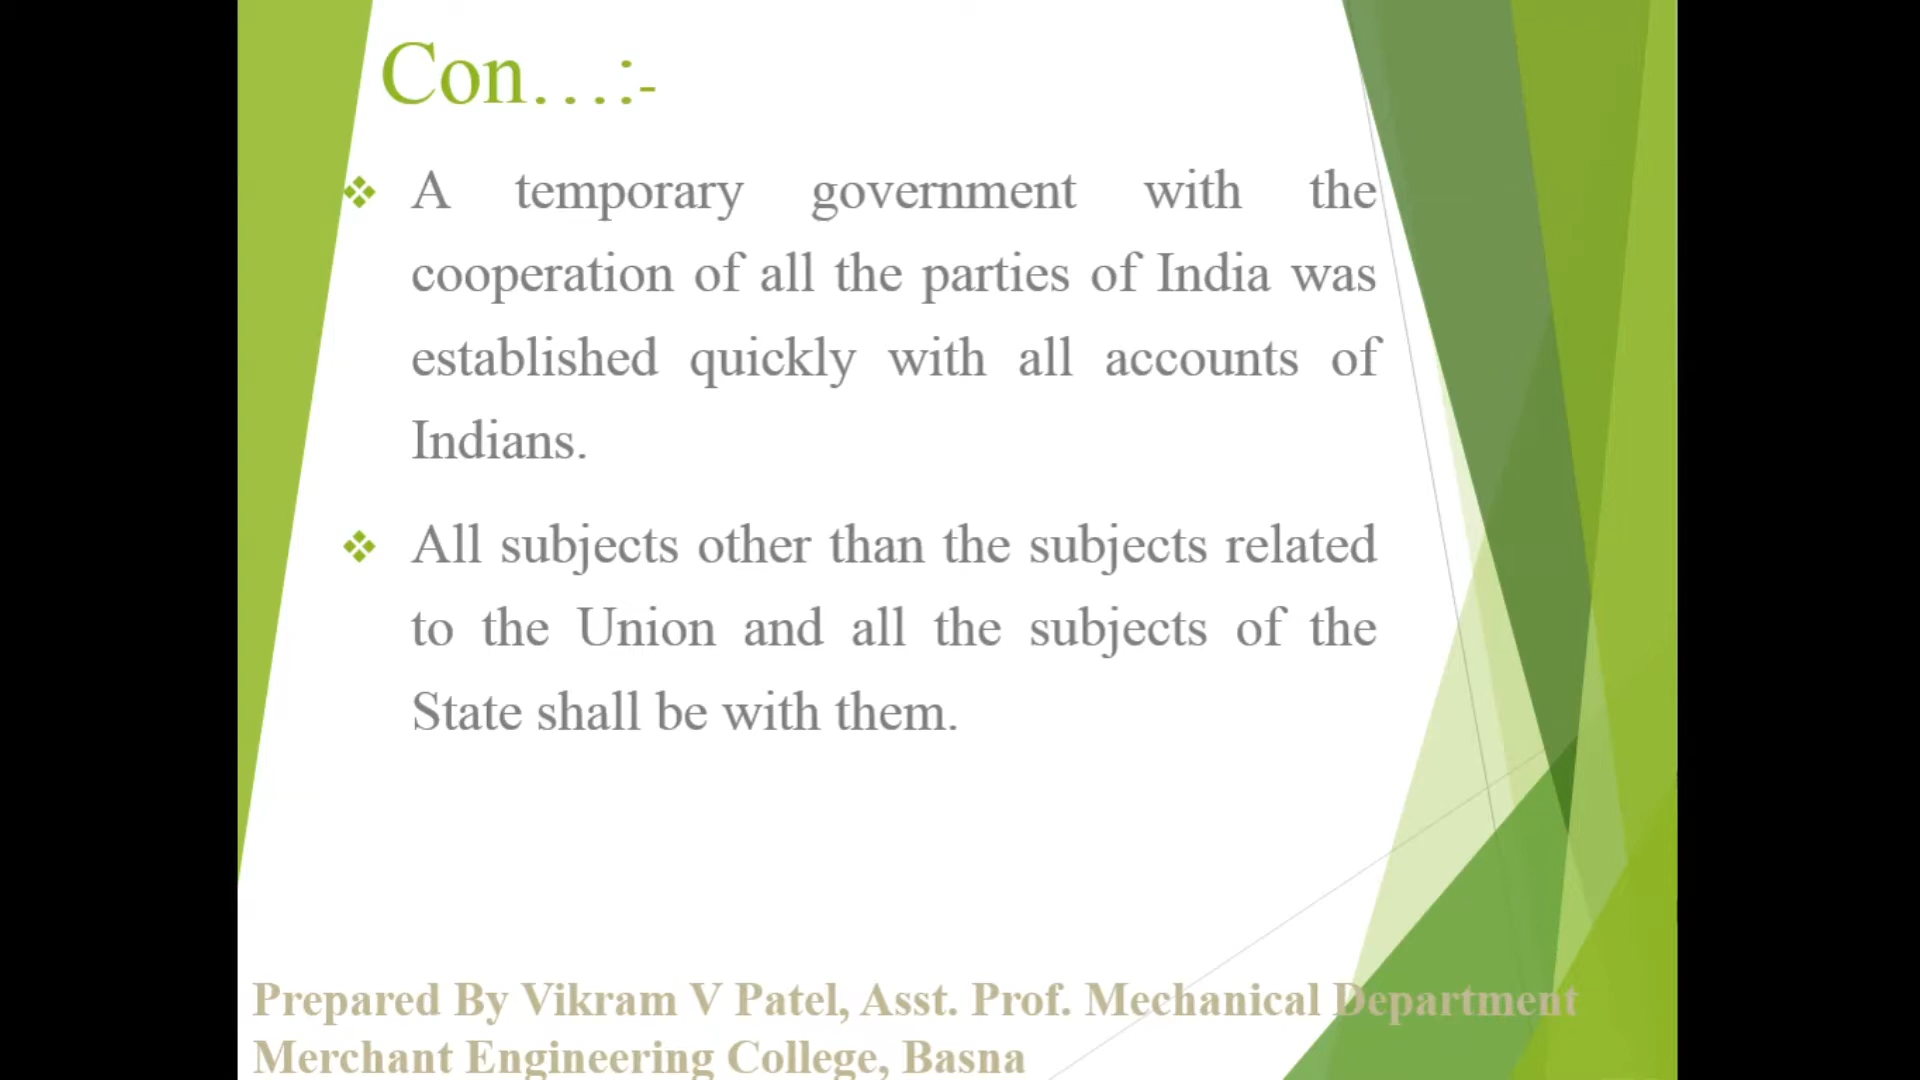 Con…:-
❖ A temporary government with the
cooperation of all the parties of India was
established quickly with all accounts of
Indians.
❖ All subjects other than the subjects related
to the Union and all the subjects of the
State shall be with them.
Prepared By Vikram V Patel, Asst. Prof. Mechanical Department
Merchant Engineering College, Basna